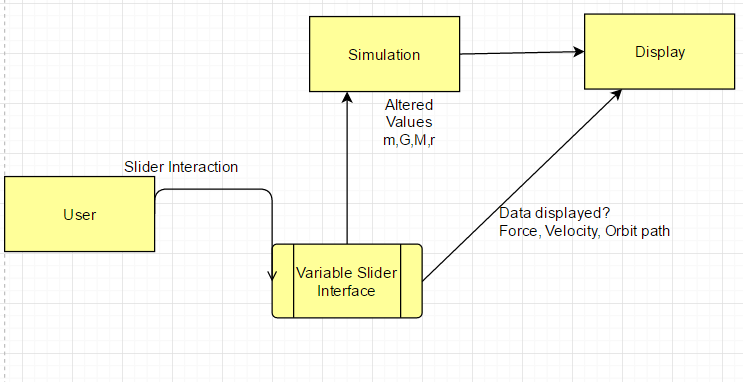 Simulation
Display
Altered
Values
m,G,M,r
Slider Interaction
User
Data displayed?
Force, Velocity, Orbit path
Variable Slider
Interface